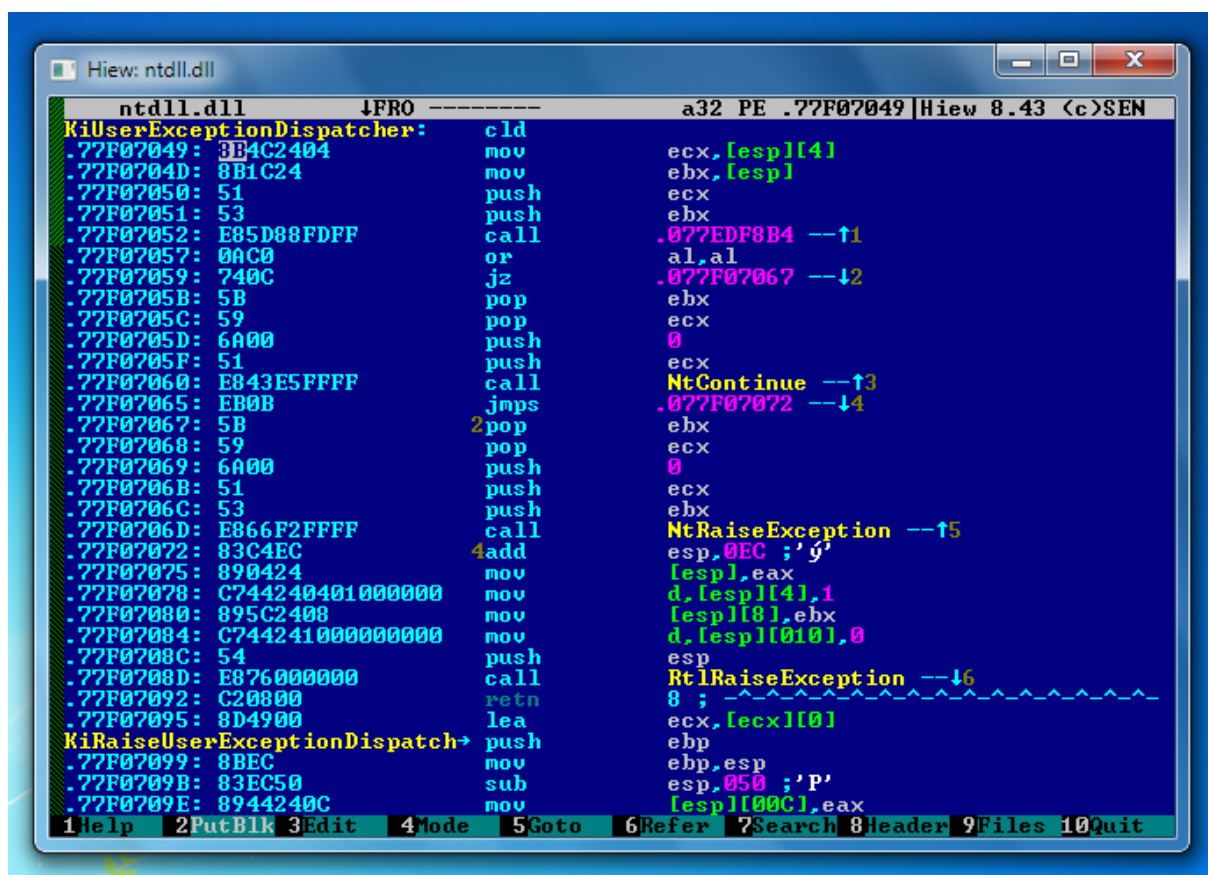 Hiew: ntdll.dll
ntdll.dll ↓FRO -------- a32 PE .77F07049|Hiew 8.43 (c)SEN
KiUserExceptionDispatcher: cld
.77F07049: 8B4C2404 mov ecx,[esp][4]
.77F0704D: 8B1C24 mov ebx,[esp]
.77F07050: 51 push ecx
.77F07051: 53 push ebx
.77F07052: E85D88FDFF call .077EDF8B4 --↑1
.77F07057: 0AC0 or al,al
.77F07059: 740C jz .077F07067 --↓2
.77F0705B: 5B pop ebx
.77F0705C: 59 pop ecx
.77F0705D: 6A00 push 0
.77F0705F: 51 push ecx
.77F07060: E843E5FFFF call NtContinue --↑3
.77F07065: EB0B jmps .077F07072 --↓4
.77F07067: 5B 2pop ebx
.77F07068: 59 pop ecx
.77F07069: 6A00 push 0
.77F0706B: 51 push ecx
.77F0706C: 53 push ebx
.77F0706D: E866F2FFFF call NtRaiseException --↑5
.77F07072: 83C4EC 4add esp,0EC ;'ý'
.77F07075: 890424 mov [esp],eax
.77F07078: C744240401000000 mov d,[esp][4],1
.77F07080: 895C2408 mov [esp][8],ebx
.77F07084: C744241000000000 mov d,[esp][010],0
.77F0708C: 54 push esp
.77F0708D: E876000000 call RtlRaiseException --↓6
.77F07092: C20800 retn 8 ; -^-^-^-^-^-^-^-^-^-^-^-^-^-^-^-
.77F07095: 8D4900 lea ecx,[ecx][0]
KiRaiseUserExceptionDispatch→ push ebp
.77F07099: 8BEC mov ebp,esp
.77F0709B: 83EC50 sub esp,050 ;'P'
.77F0709E: 8944240C mov [esp][00C],eax
1Help 2PutBlk 3Edit 4Mode 5Goto 6Refer 7Search 8Header 9Files 10Quit